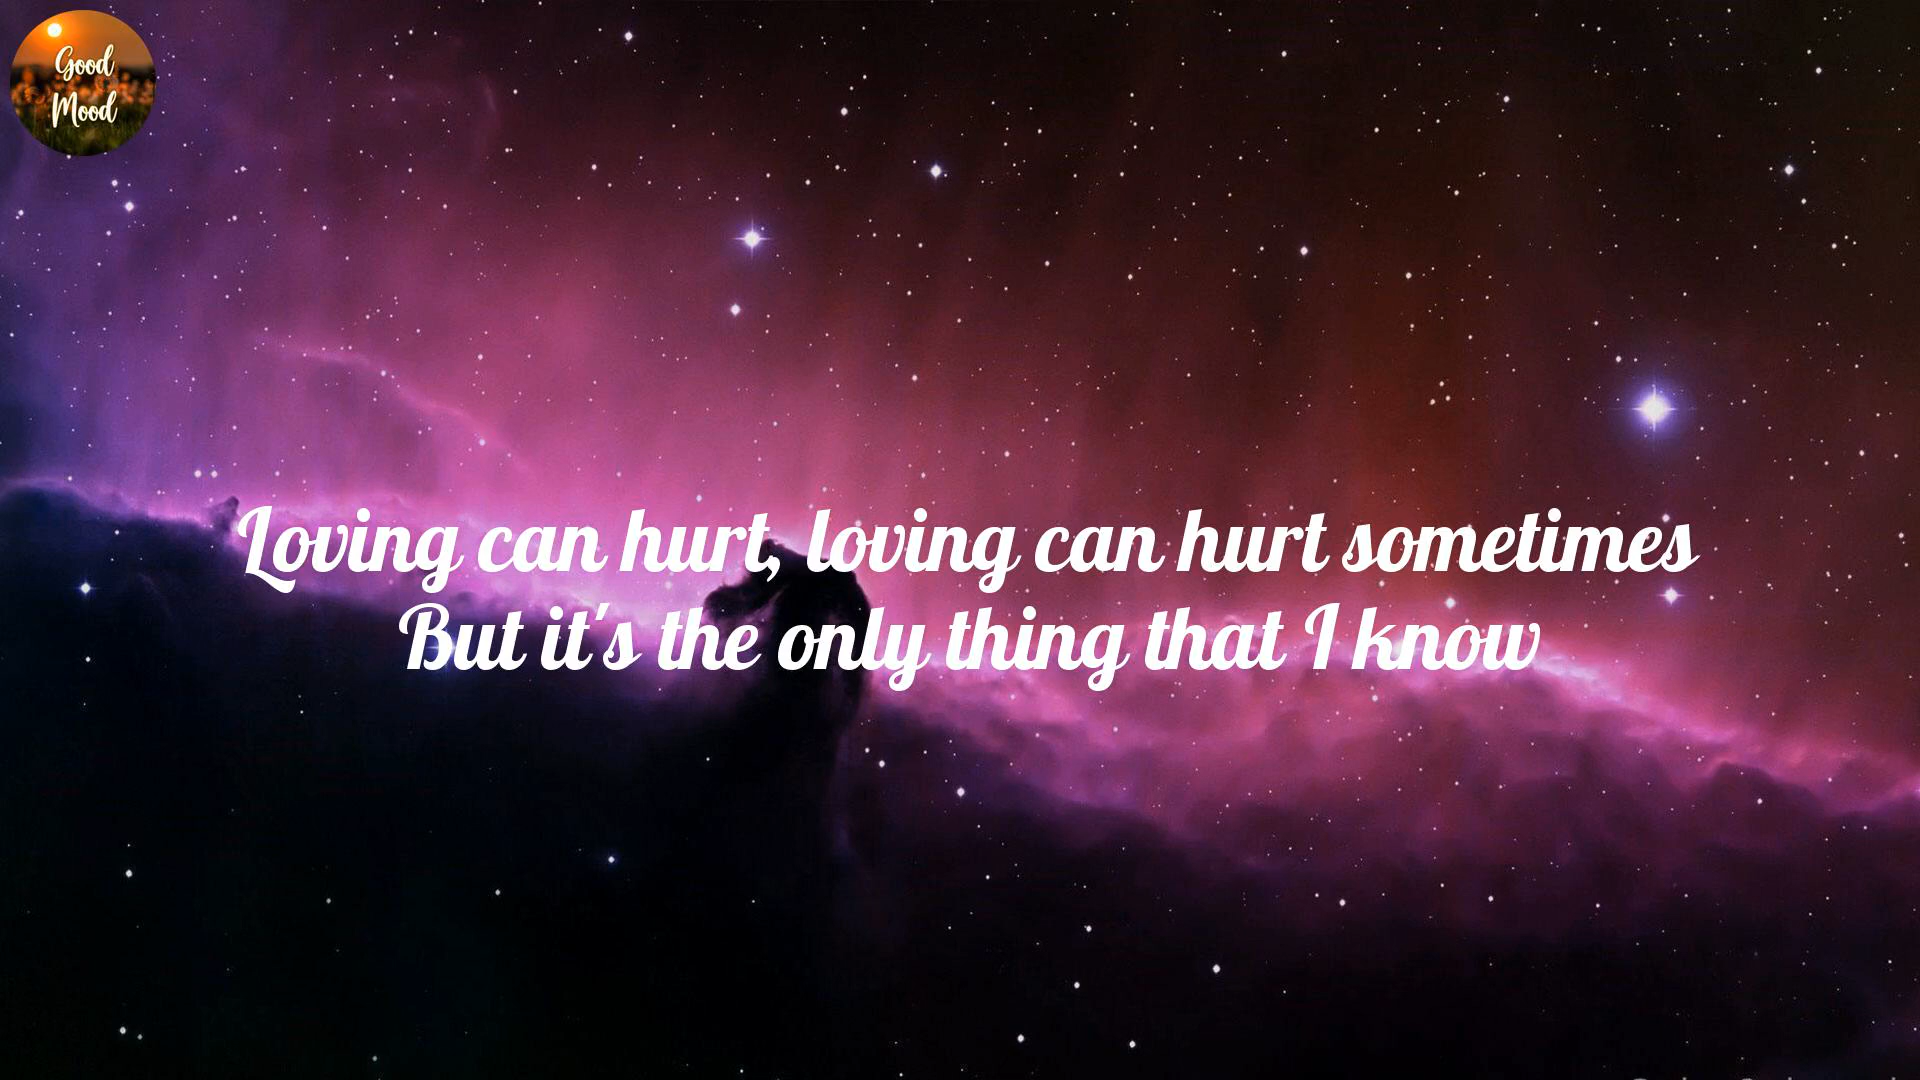 Good
Mood
Loving can hurt, loving can hurt sometimes
But it's the only thing that I know